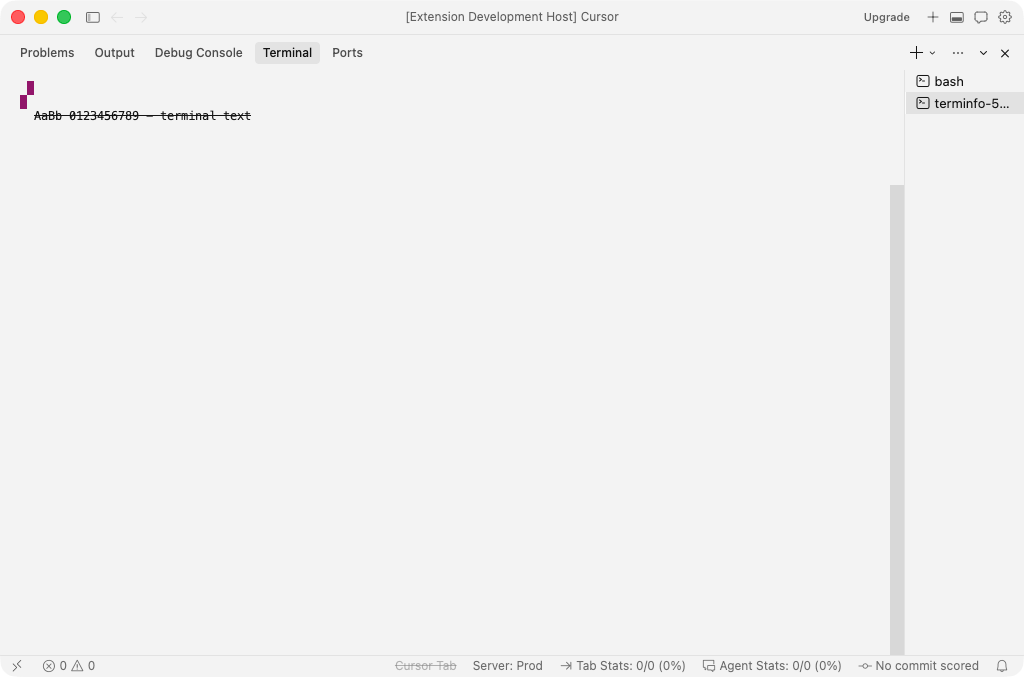 [Extension Development Host] Cursor
Upgrade
Problems Output Debug Console Terminal Ports
bash
terminfo-5...
AaBb 0123456789 — terminal text
0 0 Cursor Tab Server: Prod Tab Stats: 0/0 (0%) Agent Stats: 0/0 (0%) No commit scored